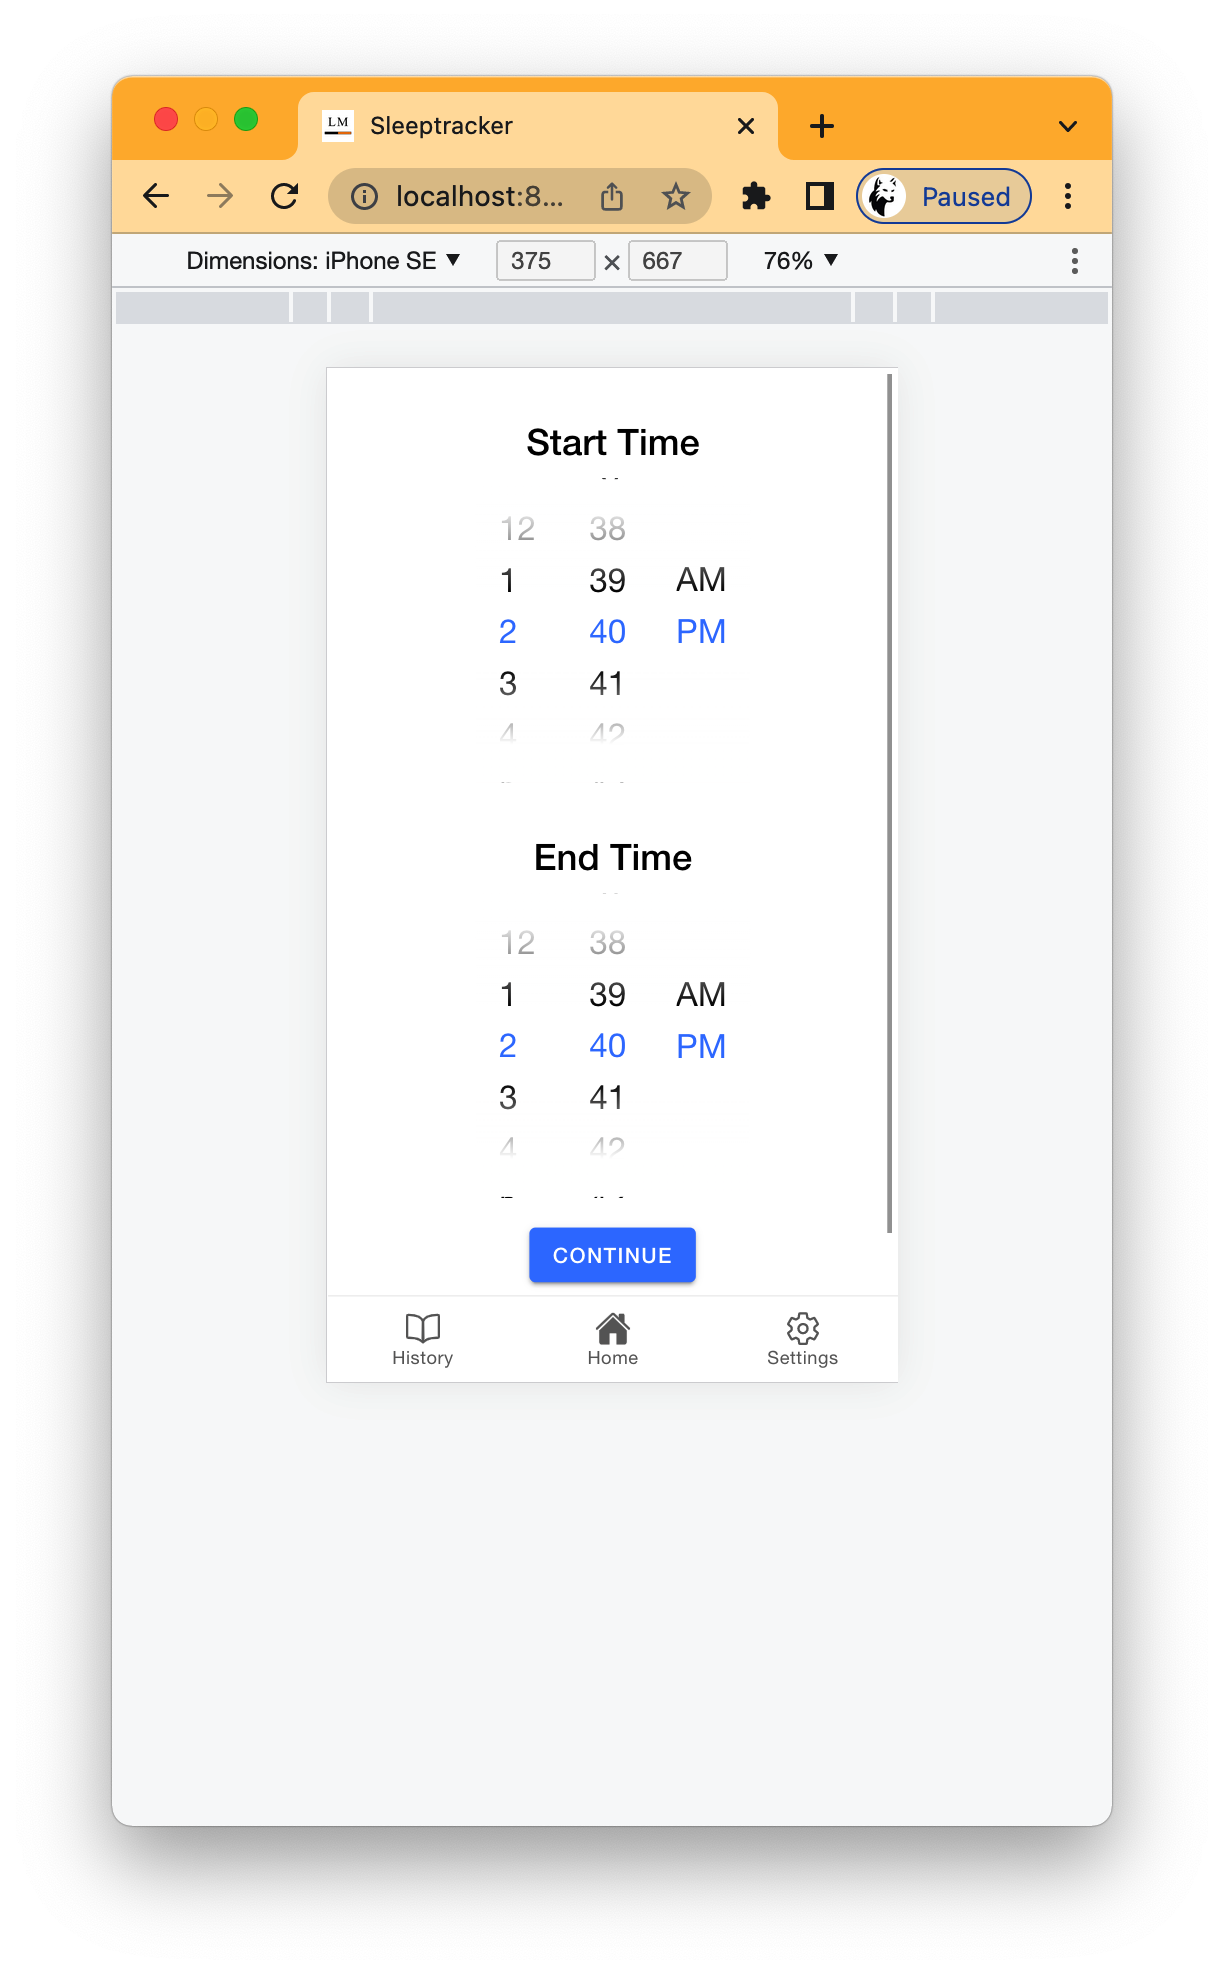 LM Sleeptracker
localhost:8... Paused
Dimensions: iPhone SE ▼ 375 × 667 76% ▼
Start Time
12 38
1 39 AM
2 40 PM
3 41
4 42
End Time
12 38
1 39 AM
2 40 PM
3 41
4 42
CONTINUE
History Home Settings